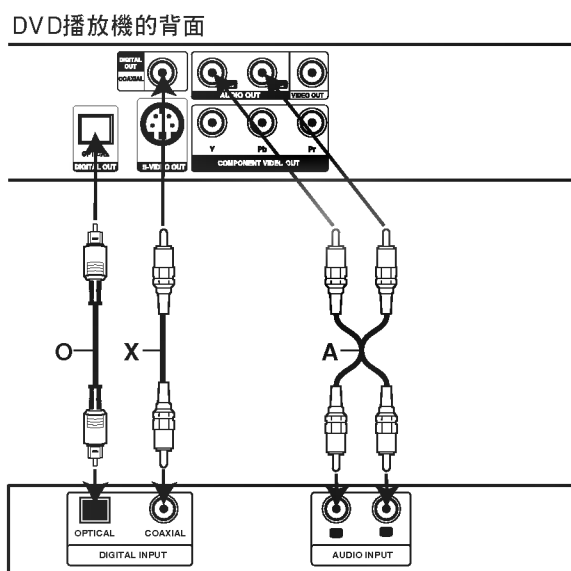 DVD播放機的背面
DIGITAL
OUT
COAXIAL
AUDIO OUT
VIDEO OUT
OPTICAL
DIGITAL OUT
S-VIDEO OUT
Y
Pb
Pr
COMPONENT VIDEO OUT
O
X
A
OPTICAL
COAXIAL
DIGITAL INPUT
AUDIO INPUT